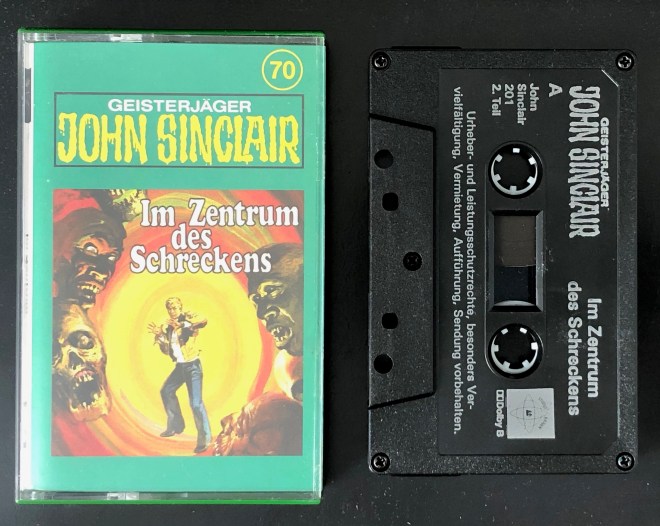 70
GEISTERJÄGER
JOHN SINCLAIR
Im Zentrum
des
Schreckens
GEISTERJÄGER
JOHN SINCLAIR
A
John
Sinclair
201
2. Teil
Im Zentrum
des Schreckens
Urheber- und Leistungsschutzrechte, besonders Ver-
vielfältigung, Vermietung, Aufführung, Sendung vorbehalten.
Dolby B